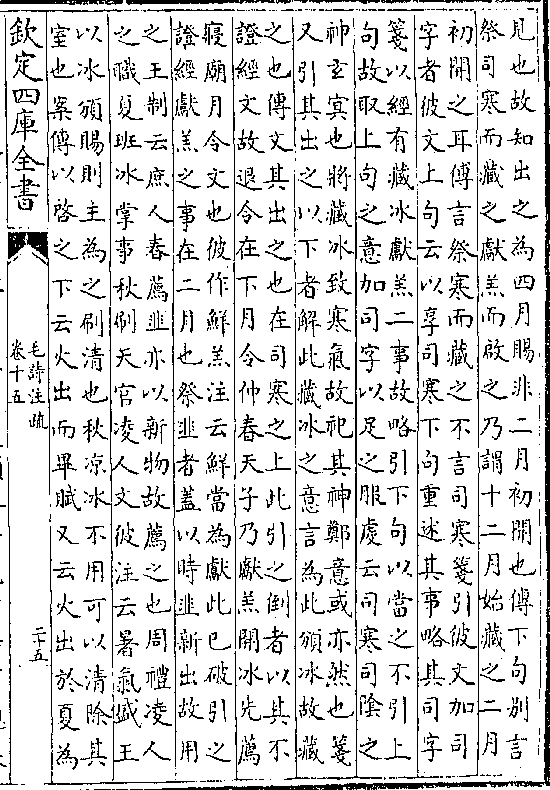 見也故知出之為四月賜非二月初開也傳下句別言
祭司寒而藏之獻羔而啟之乃謂十二月始藏之二月
初開之耳傳言祭寒而藏之不言司寒箋引彼文加司
字者彼文上句云以享司寒下句重述其事略其司字
箋以經有藏冰獻羔二事故略引下句以當之不引上
句故取上句之意加司字以足之服䖍云司寒司隂之
神玄冥也將藏冰致寒氣故祀其神鄭意或亦然也箋
又引其出之以下者解此藏冰之意言為此頒冰故藏
之也傳文其出之也在司寒之上此引之倒者以其不
證經文故退令在下月令仲春天子乃獻羔開冰先薦
寢廟月令文也彼作鮮羔注云鮮當為獻此已破引之
證經獻羔之事在二月也祭韭者蓋以時韭新出故用
之王制云庶人春薦韭亦以新物故薦之也周禮凌人
之職夏班冰掌事秋刷天官凌人文彼注云暑氣盛王
以冰頒賜則主為之刷清也秋凉冰不用可以清除其
室也案傳以啓之下云火出而畢賦又云火出於夏為
欽定四庫全書
毛詩注疏
卷十五
二十五